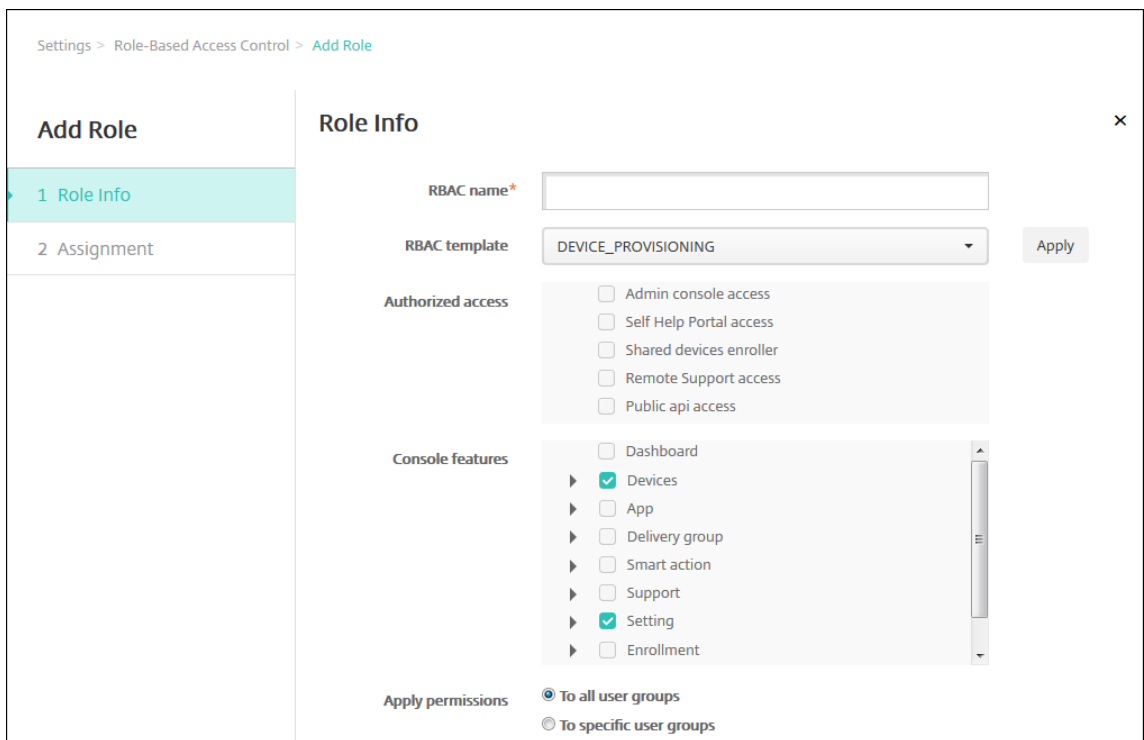 Settings > Role-Based Access Control > Add Role
Add Role
1 Role Info
2 Assignment
Role Info
×
RBAC name*
RBAC template
DEVICE_PROVISIONING
Apply
Authorized access
Admin console access
Self Help Portal access
Shared devices enroller
Remote Support access
Public api access
Console features
Dashboard
Devices
App
Delivery group
Smart action
Support
Setting
Enrollment
Apply permissions
To all user groups
To specific user groups